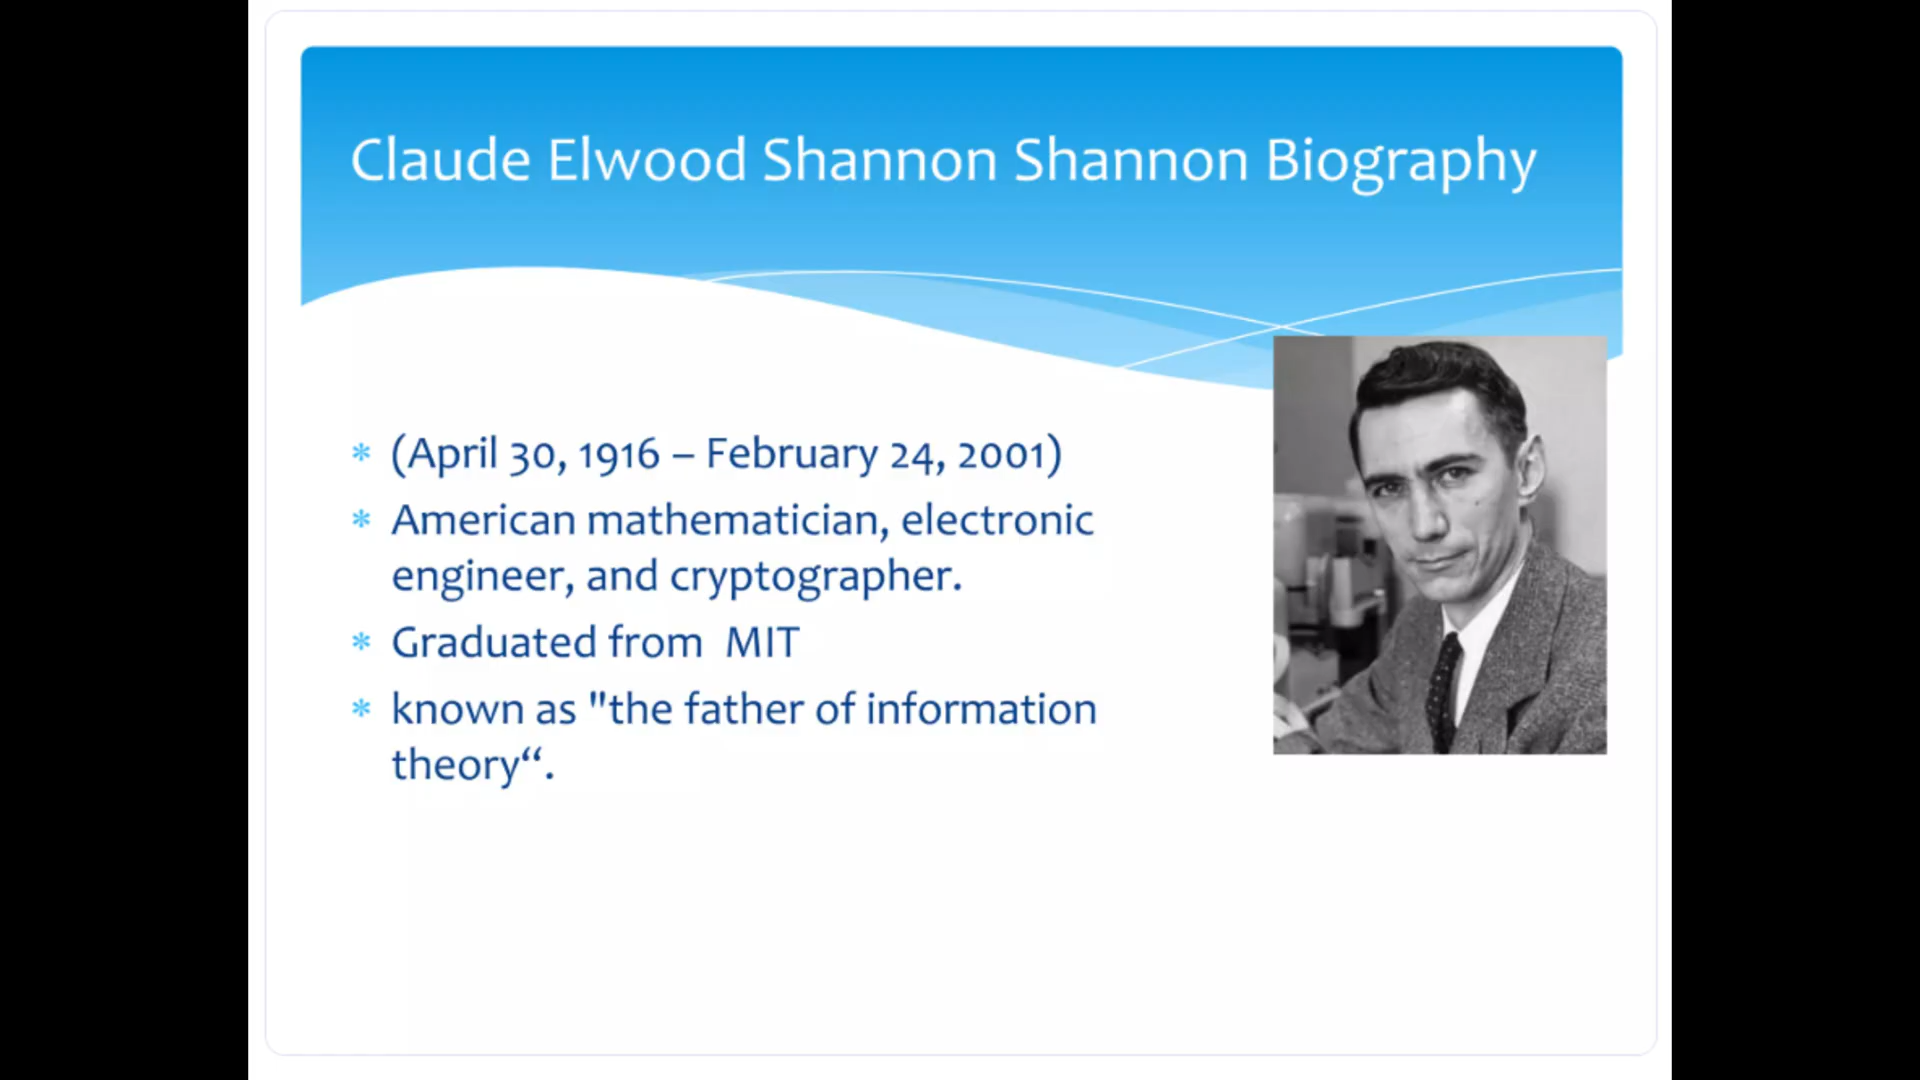 Claude Elwood Shannon Shannon Biography
* (April 30, 1916 – February 24, 2001)
* American mathematician, electronic
engineer, and cryptographer.
* Graduated from  MIT
* known as "the father of information
theory“.